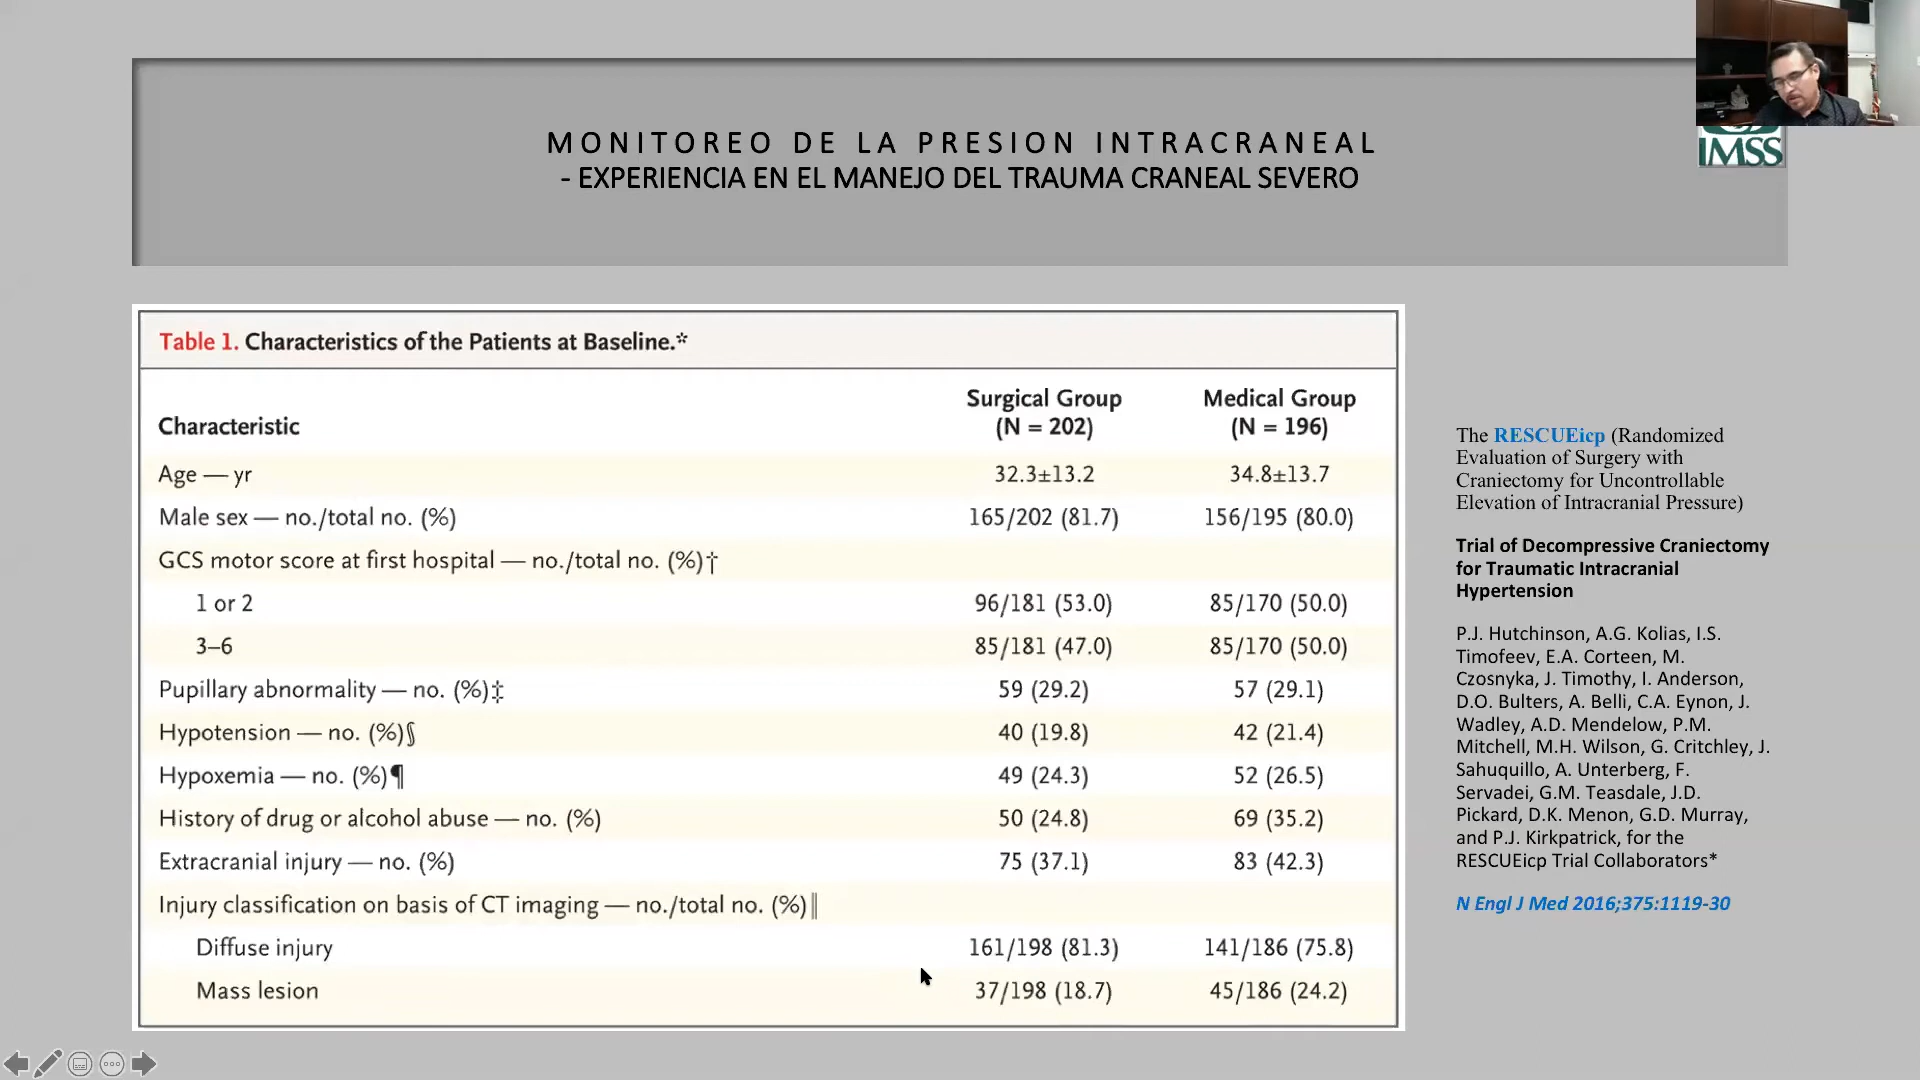 MONITOREO DE LA PRESION INTRACRANEAL
- EXPERIENCIA EN EL MANEJO DEL TRAUMA CRANEAL SEVERO
IMSS
Table 1. Characteristics of the Patients at Baseline.*
Characteristic Surgical Group (N = 202) Medical Group (N = 196)
Age — yr 32.3±13.2 34.8±13.7
Male sex — no./total no. (%) 165/202 (81.7) 156/195 (80.0)
GCS motor score at first hospital — no./total no. (%)†
1 or 2 96/181 (53.0) 85/170 (50.0)
3–6 85/181 (47.0) 85/170 (50.0)
Pupillary abnormality — no. (%)‡ 59 (29.2) 57 (29.1)
Hypotension — no. (%)§ 40 (19.8) 42 (21.4)
Hypoxemia — no. (%)¶ 49 (24.3) 52 (26.5)
History of drug or alcohol abuse — no. (%) 50 (24.8) 69 (35.2)
Extracranial injury — no. (%) 75 (37.1) 83 (42.3)
Injury classification on basis of CT imaging — no./total no. (%)‖
Diffuse injury 161/198 (81.3) 141/186 (75.8)
Mass lesion 37/198 (18.7) 45/186 (24.2)
The RESCUEicp (Randomized
Evaluation of Surgery with
Craniectomy for Uncontrollable
Elevation of Intracranial Pressure)
Trial of Decompressive Craniectomy
for Traumatic Intracranial
Hypertension
P.J. Hutchinson, A.G. Kolias, I.S.
Timofeev, E.A. Corteen, M.
Czosnyka, J. Timothy, I. Anderson,
D.O. Bulters, A. Belli, C.A. Eynon, J.
Wadley, A.D. Mendelow, P.M.
Mitchell, M.H. Wilson, G. Critchley, J.
Sahuquillo, A. Unterberg, F.
Servadei, G.M. Teasdale, J.D.
Pickard, D.K. Menon, G.D. Murray,
and P.J. Kirkpatrick, for the
RESCUEicp Trial Collaborators*
N Engl J Med 2016;375:1119-30